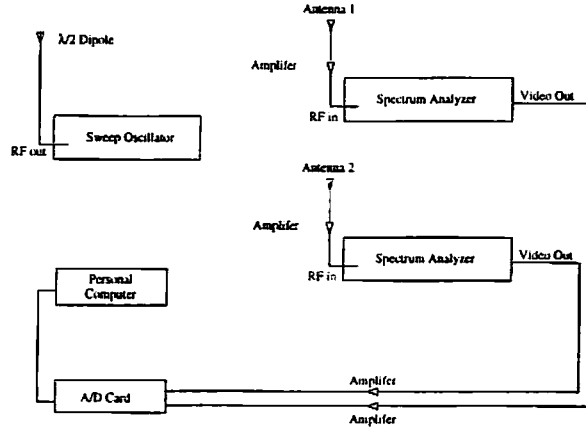 Antenna 1
λ/2 Dipole
Amplifer
Spectrum Analyzer
Video Out
RF in
Sweep Oscillator
RF out
Antenna 2
Amplifer
Spectrum Analyzer
Video Out
RF in
Personal
Computer
Amplifer
A/D Card
Amplifer